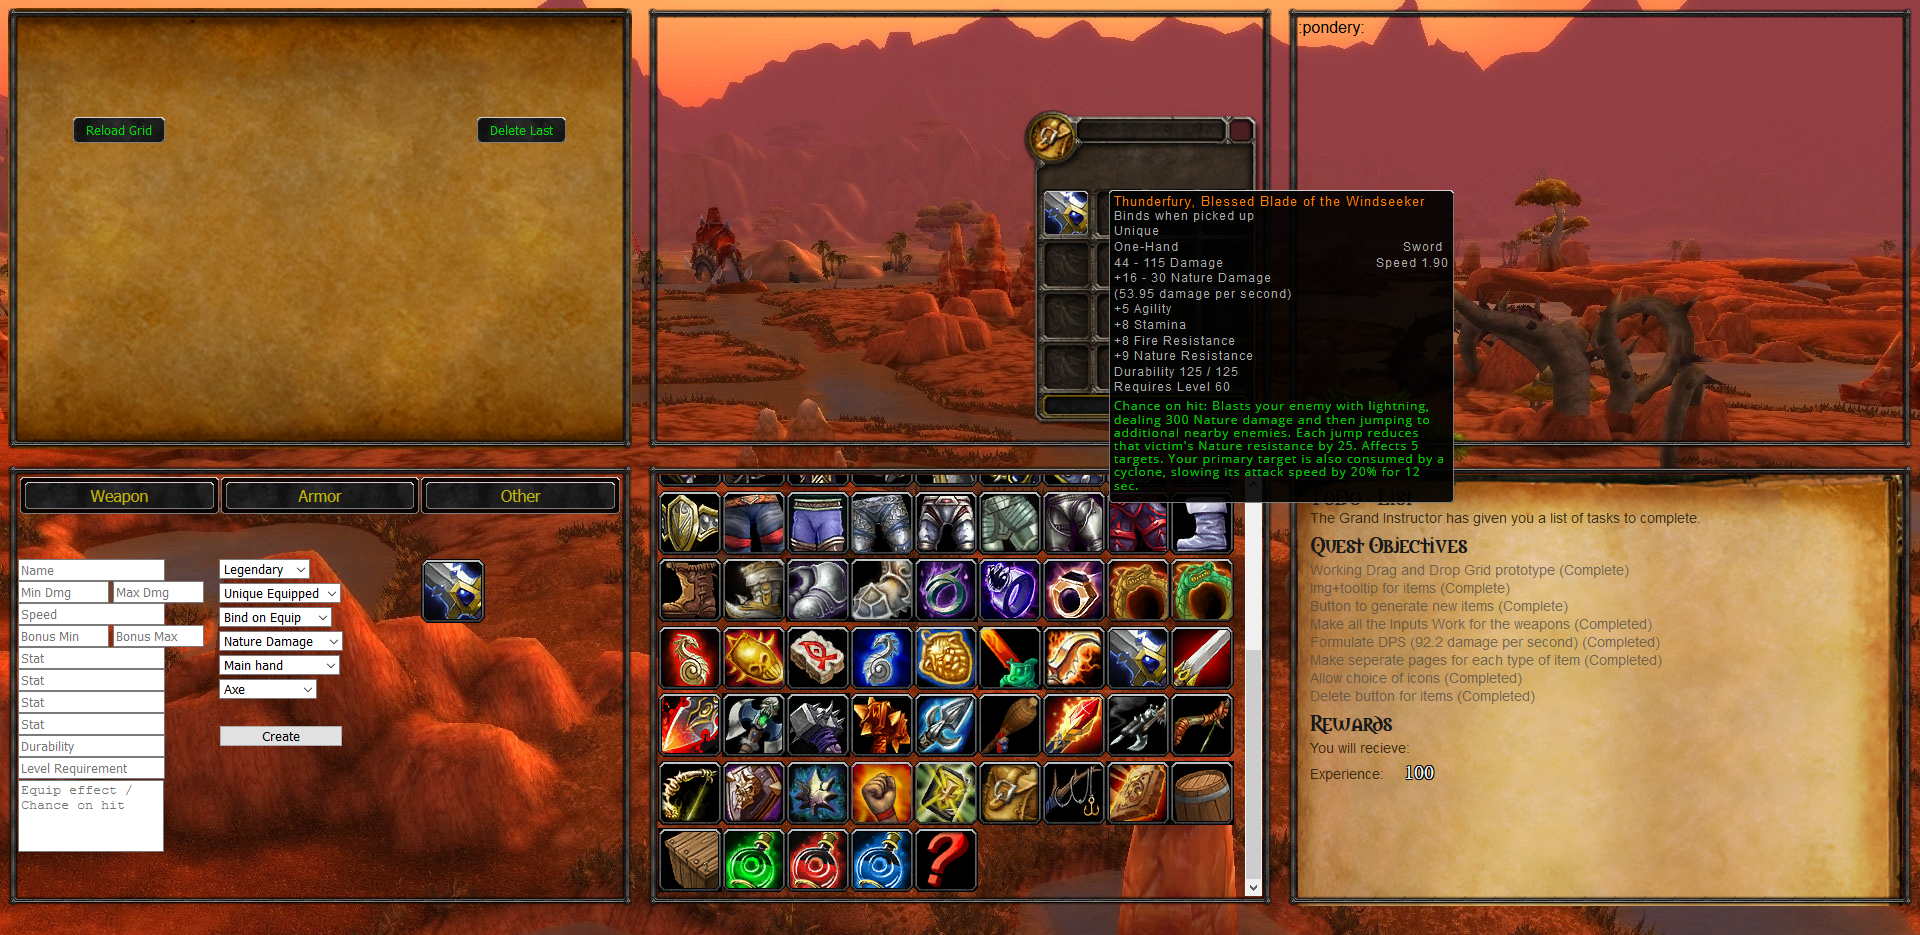 Reload Grid
Delete Last
:pondery:
Thunderfury, Blessed Blade of the Windseeker
Binds when picked up
Unique
One-Hand Sword
44 - 115 Damage Speed 1.90
+16 - 30 Nature Damage
(53.95 damage per second)
+5 Agility
+8 Stamina
+8 Fire Resistance
+9 Nature Resistance
Durability 125 / 125
Requires Level 60
Chance on hit: Blasts your enemy with lightning,
dealing 300 Nature damage and then jumping to
additional nearby enemies. Each jump reduces
that victim's Nature resistance by 25. Affects 5
targets. Your primary target is also consumed by a
cyclone, slowing its attack speed by 20% for 12
sec.
Weapon
Armor
Other
Name
Min Dmg
Max Dmg
Speed
Bonus Min
Bonus Max
Stat
Stat
Stat
Stat
Durability
Level Requirement
Equip effect /
Chance on hit
Legendary
Unique Equipped
Bind on Equip
Nature Damage
Main hand
Axe
Create
List
The Grand Instructor has given you a list of tasks to complete.
Quest Objectives
Working Drag and Drop Grid prototype (Complete)
Img+tooltip for items (Complete)
Button to generate new items (Complete)
Make all the Inputs Work for the weapons (Completed)
Formulate DPS (92.2 damage per second) (Completed)
Make seperate pages for each type of item (Completed)
Allow choice of icons (Completed)
Delete button for items (Completed)
Rewards
You will recieve:
Experience: 100